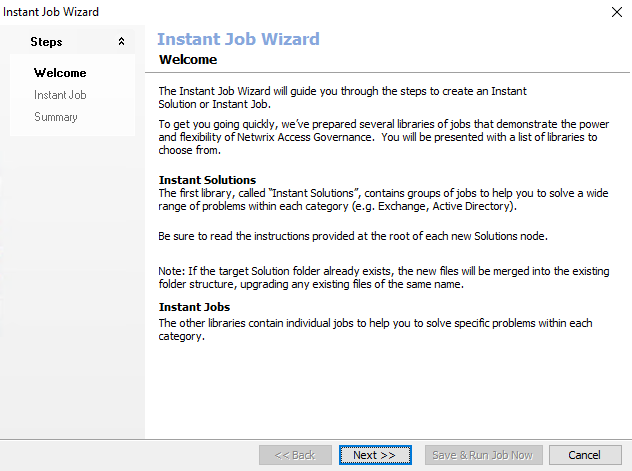 Instant Job Wizard
Steps
Welcome
Instant Job
Summary
Instant Job Wizard
Welcome
The Instant Job Wizard will guide you through the steps to create an Instant
Solution or Instant Job.
To get you going quickly, we've prepared several libraries of jobs that demonstrate the power
and flexibility of Netwrix Access Governance.  You will be presented with a list of libraries to
choose from.
Instant Solutions
The first library, called "Instant Solutions", contains groups of jobs to help you to solve a wide
range of problems within each category (e.g. Exchange, Active Directory).
Be sure to read the instructions provided at the root of each new Solutions node.
Note: If the target Solution folder already exists, the new files will be merged into the existing
folder structure, upgrading any existing files of the same name.
Instant Jobs
The other libraries contain individual jobs to help you to solve specific problems within each
category.
<< Back
Next >>
Save & Run Job Now
Cancel